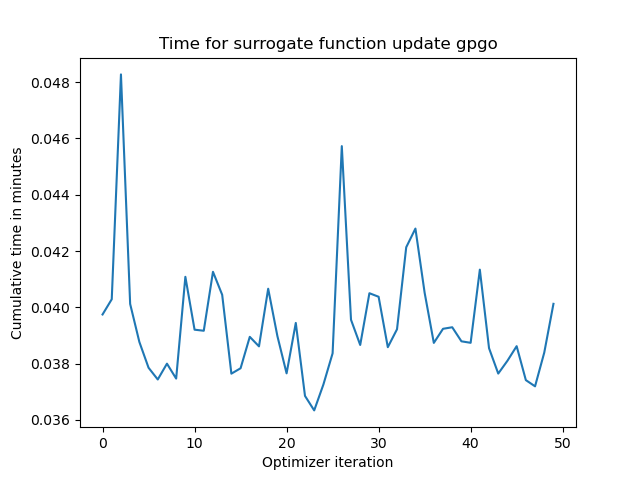 Time for surrogate function update gpgo
Cumulative time in minutes
0.048
0.046
0.044
0.042
0.040
0.038
0.036
0 10 20 30 40 50
Optimizer iteration